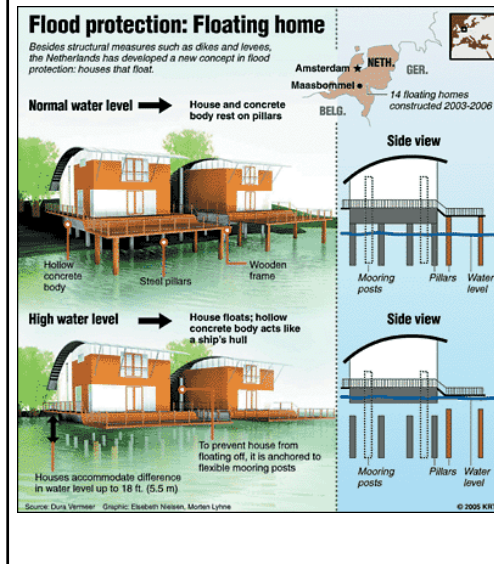 Flood protection: Floating home
Besides structural measures such as dikes and levees,
the Netherlands has developed a new concept in flood
protection: houses that float.
Amsterdam
NETH.
GER.
Maasbommel
14 floating homes
constructed 2003-2006
BELG.
Normal water level
House and concrete
body rest on pillars
Side view
Hollow
concrete
body
Steel pillars
Wooden
frame
Mooring
posts
Pillars
Water
level
High water level
House floats; hollow
concrete body acts like
a ship's hull
Side view
To prevent house from
floating off, it is anchored to
flexible mooring posts
Houses accommodate difference
in water level up to 18 ft. (5.5 m)
Mooring
posts
Pillars
Water
level
Source: Dura Vermeer Graphic: Elsebeth Nielsen, Morten Lyhne
© 2005 KRT